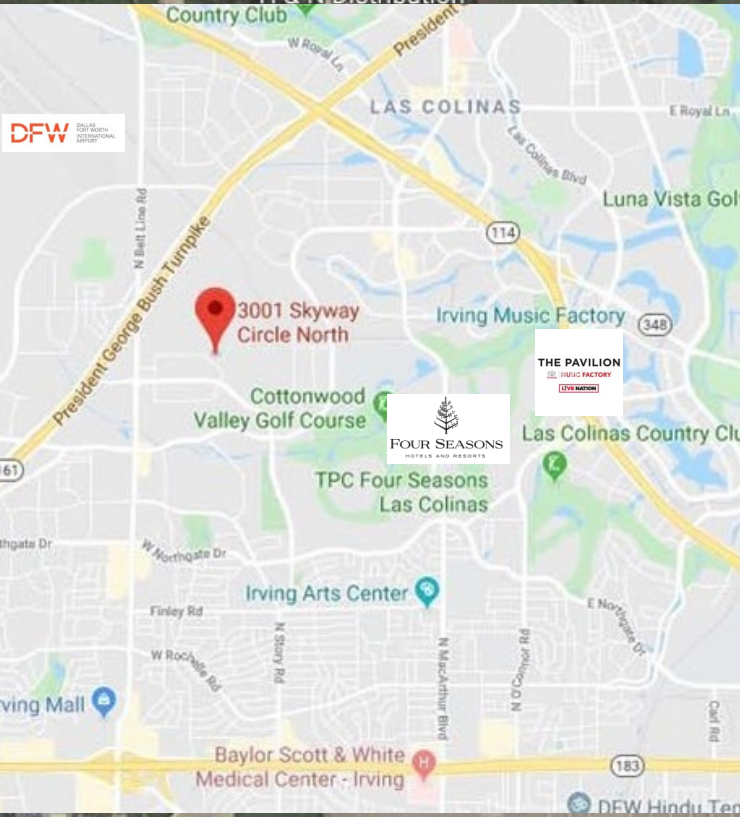 H & N Distribution
Country Club
W Royal Ln
President
LAS COLINAS
E Royal Ln
DFW
DALLAS
FORT WORTH
INTERNATIONAL
AIRPORT
Las Colinas Blvd
N Belt Line Rd
Luna Vista Gol
114
President George Bush Turnpike
3001 Skyway
Circle North
Irving Music Factory
348
THE PAVILION
MUSIC FACTORY
LIVE NATION
Cottonwood
Valley Golf Course
FOUR SEASONS
HOTELS AND RESORTS
Las Colinas Country Clu
161
TPC Four Seasons
Las Colinas
thgate Dr
W Northgate Dr
Irving Arts Center
E Northgate Dr
Finley Rd
N Story Rd
N MacArthur Blvd
N O'Connor Rd
W Rochelle Rd
rving Mall
Carl Rd
Baylor Scott & White
Medical Center - Irving
H
183
DFW Hindu Tem